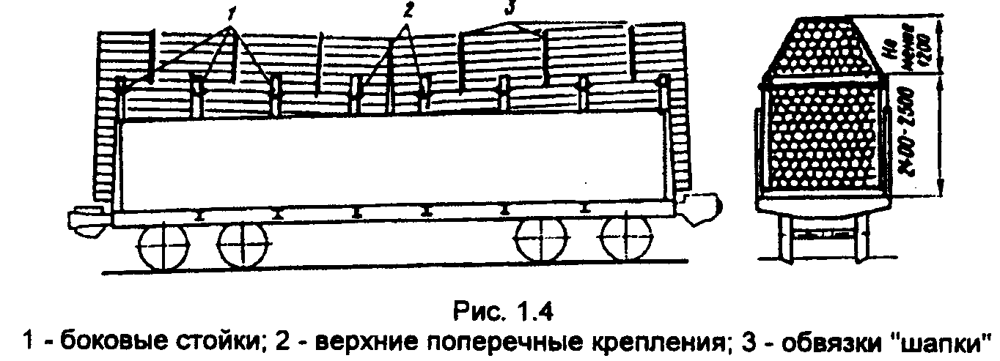 1 2 3
Не
менее
1200
2400-2500
Рис. 1.4
1 - боковые стойки; 2 - верхние поперечные крепления; 3 - обвязки "шапки"